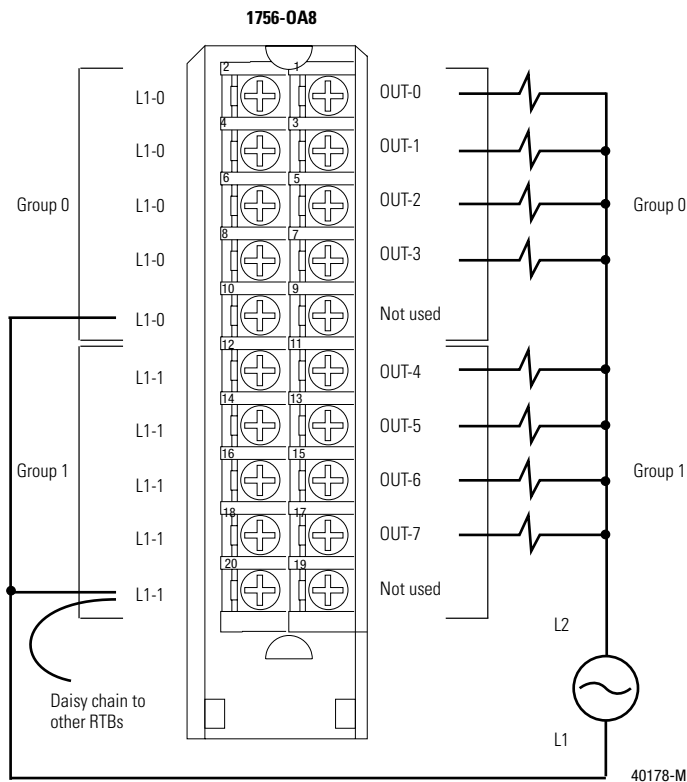 1756-OA8
2 1
L1-0 OUT-0
4 3
L1-0 OUT-1
6 5
Group 0 L1-0 OUT-2 Group 0
8 7
L1-0 OUT-3
10 9
L1-0 Not used
12 11
L1-1 OUT-4
14 13
L1-1 OUT-5
16 15
Group 1 L1-1 OUT-6 Group 1
18 17
L1-1 OUT-7
20 19
L1-1 Not used
L2
Daisy chain to
other RTBs
L1
40178-M